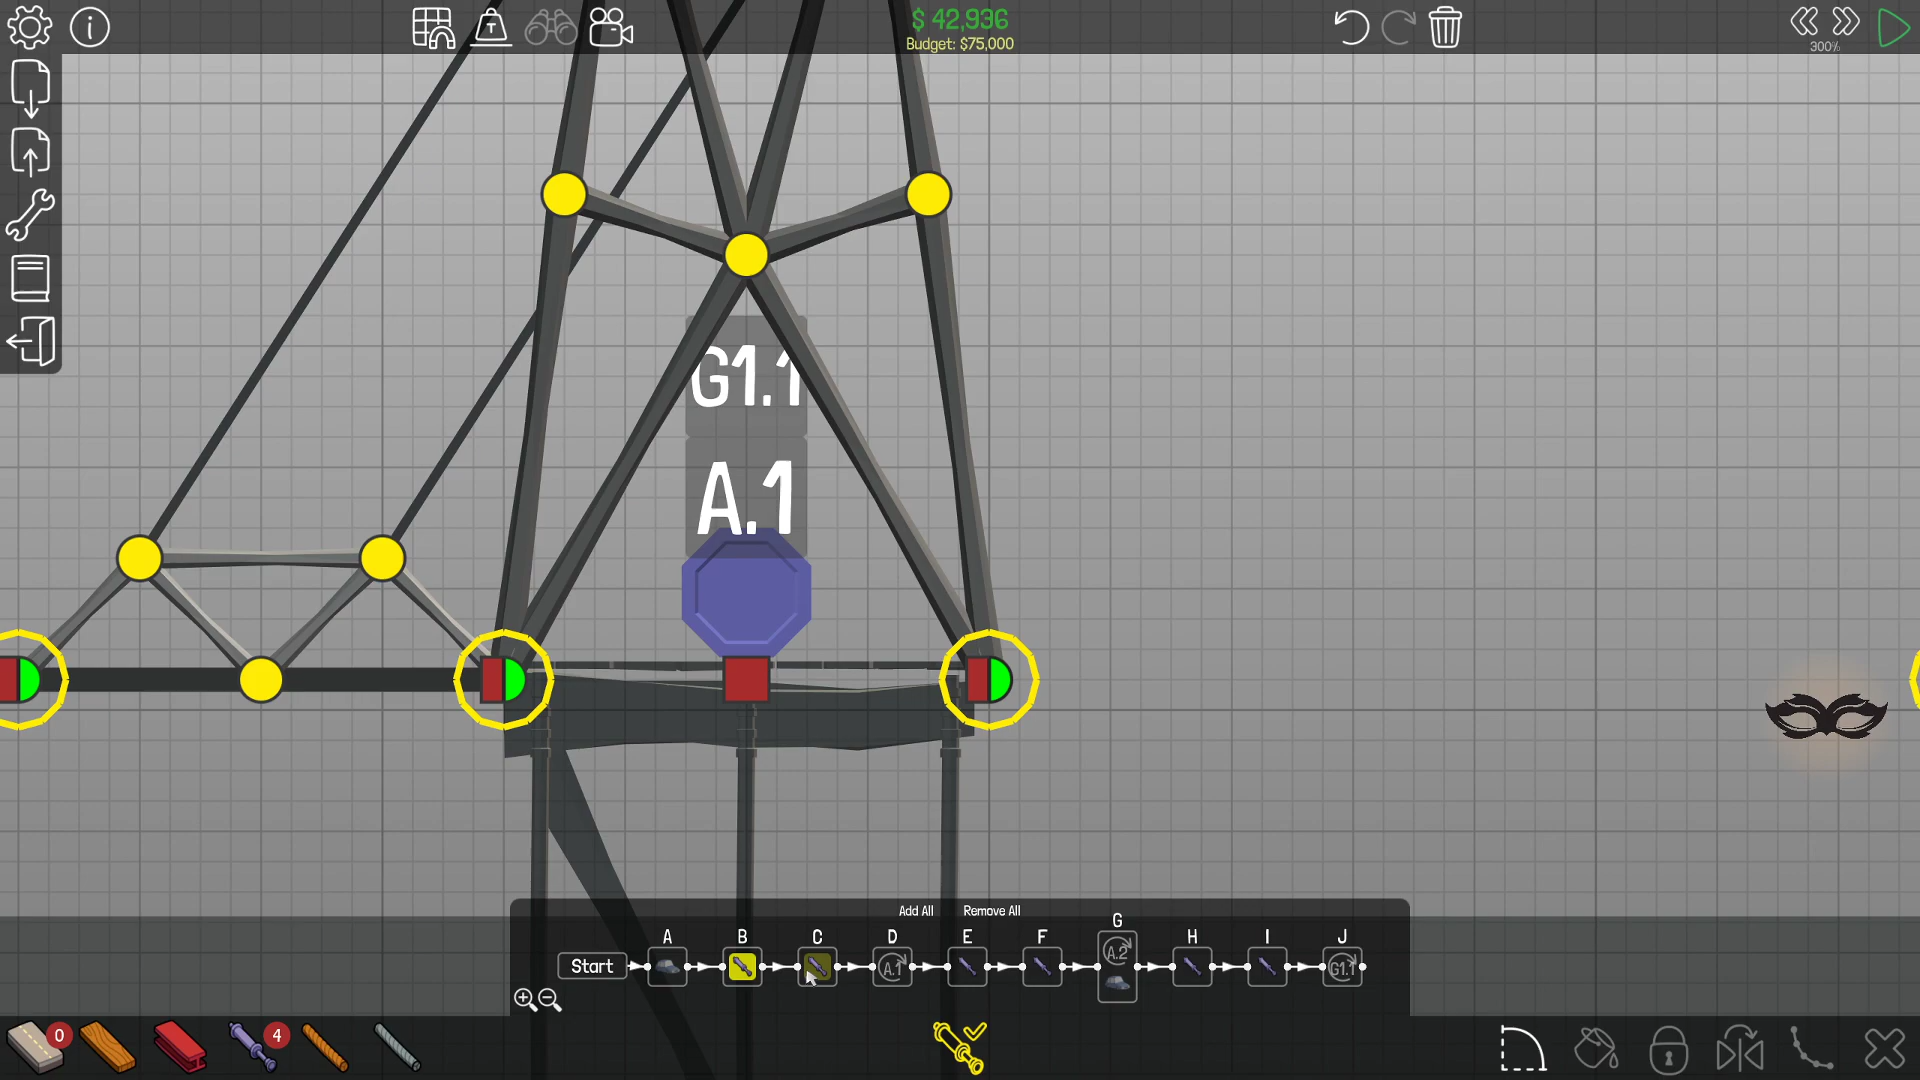 $ 42,936
Budget: $75,000
300%
G1.1
A.1
Add All Remove All
G
A B C D E F H I J
A.2
Start A.1 G1.1
0 4